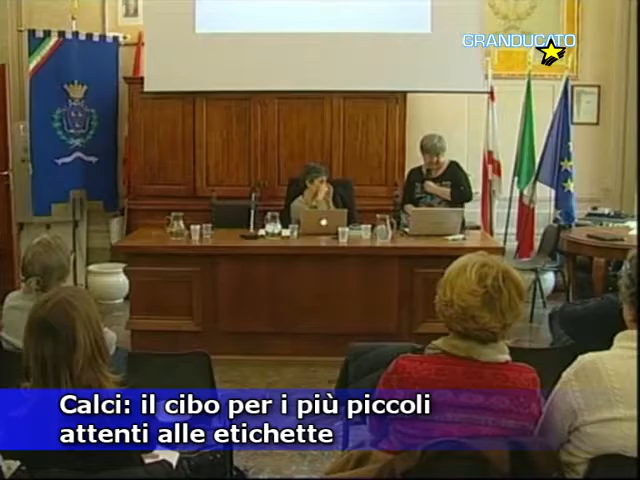 GRANDUCATO
Calci: il cibo per i più piccoli
attenti alle etichette